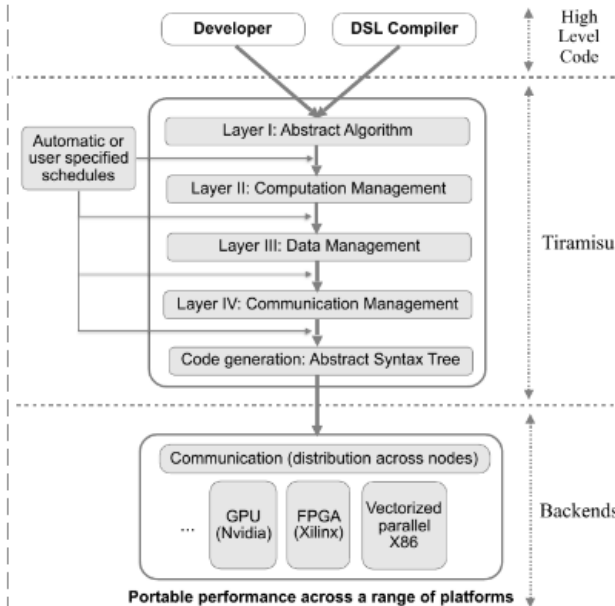 Developer
DSL Compiler
High
Level
Code
Layer I: Abstract Algorithm
Automatic or
user specified
schedules
Layer II: Computation Management
Layer III: Data Management
Tiramisu
Layer IV: Communication Management
Code generation: Abstract Syntax Tree
Communication (distribution across nodes)
...
GPU
(Nvidia)
FPGA
(Xilinx)
Vectorized
parallel
X86
Backends
Portable performance across a range of platforms